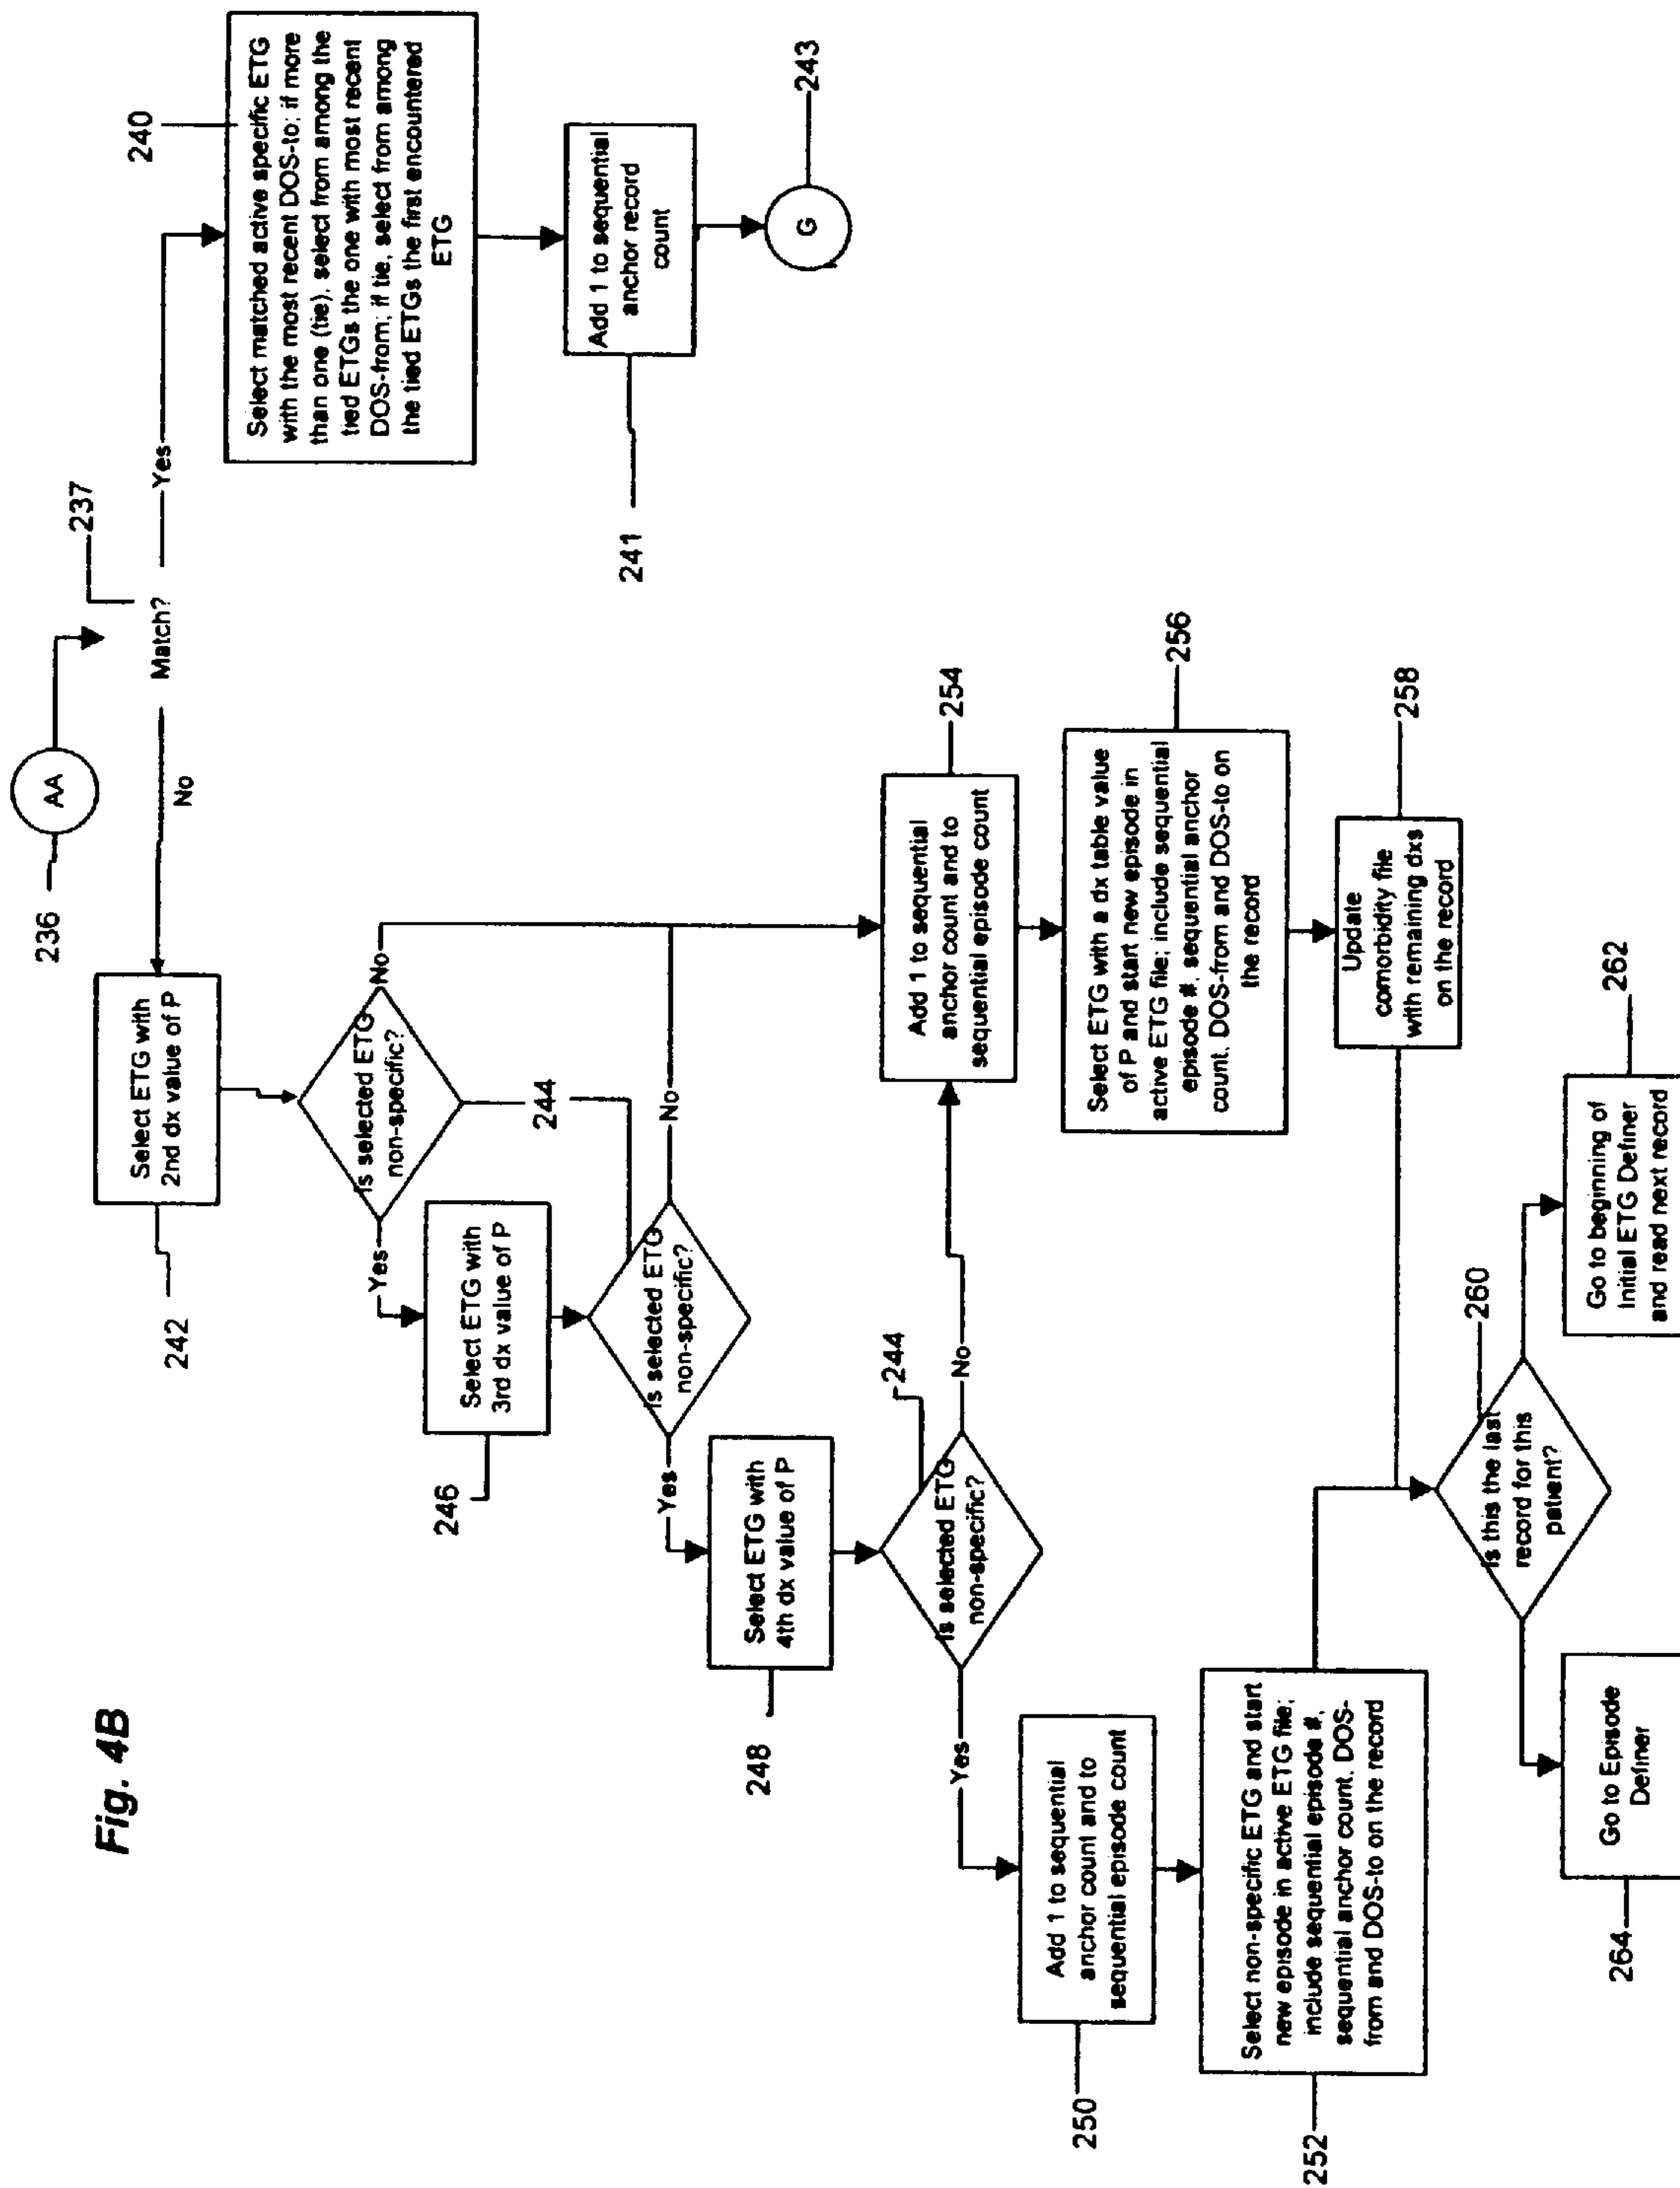 Fig. 4B
236
AA
237
Match?
Yes
No
240
Select matched active specific ETG
with the most recent DOS-to; if more
than one (tie), select from among the
tied ETGs the one with most recent
DOS-from; if tie, select from among
the tied ETGs the first encountered
ETG
241
Add 1 to sequential
anchor record
count
G
243
242
Select ETG with
2nd dx value of P
Is selected ETG
non-specific?
No
Yes
244
246
Select ETG with
3rd dx value of P
Is selected ETG
non-specific?
No
Yes
248
Select ETG with
4th dx value of P
244
Is selected ETG
non-specific?
No
Yes
254
Add 1 to sequential
anchor count and to
sequential episode count
256
Select ETG with a dx table value
of P and start new episode in
active ETG file; include sequential
episode #, sequential anchor
count, DOS-from and DOS-to on
the record
258
Update
comorbidity file
with remaining dxs
on the record
250
Add 1 to sequential
anchor count and to
sequential episode count
252
Select non-specific ETG and start
new episode in active ETG file;
include sequential episode #,
sequential anchor count, DOS-
from and DOS-to on the record
260
Is this the last
record for this
patient?
262
Go to beginning of
Initial ETG Definer
and read next record
264
Go to Episode
Definer